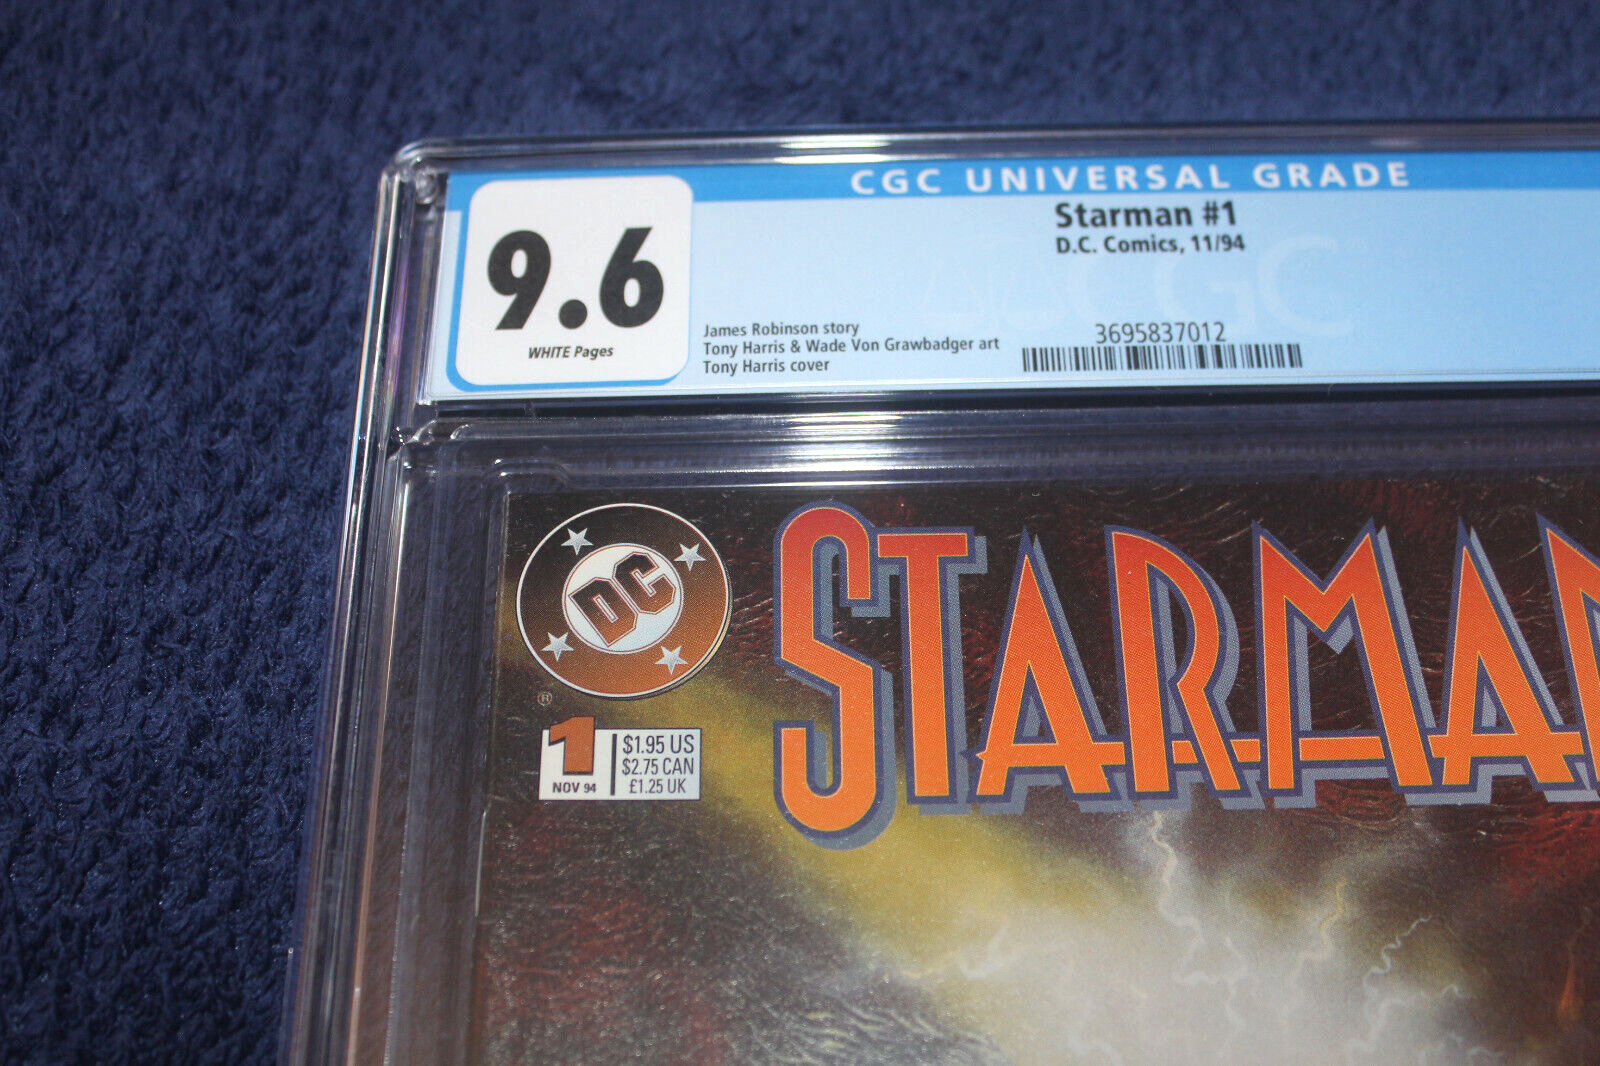 CGC UNIVERSAL GRADE
9.6
WHITE Pages
Starman #1
D.C. Comics, 11/94
James Robinson story
Tony Harris & Wade Von Grawbadger art
Tony Harris cover
3695837012
CGC
DC
®
STARMAN
1
NOV 94
$1.95 US
$2.75 CAN
£1.25 UK